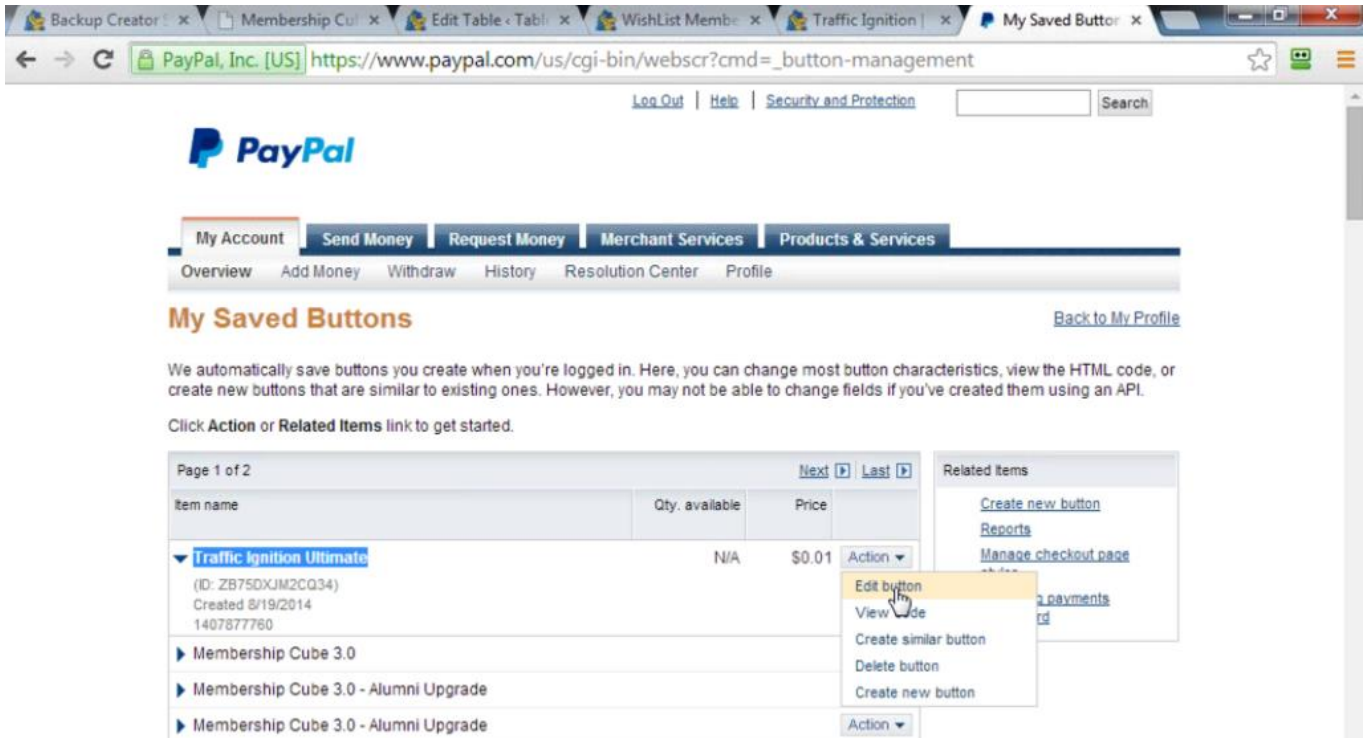 Backup Creator Membership Cul Edit Table ‹ Tabl WishList Membe Traffic Ignition | My Saved Buttor
PayPal, Inc. [US] https://www.paypal.com/us/cgi-bin/webscr?cmd=_button-management
Log Out | Help | Security and Protection Search
PayPal
My Account Send Money Request Money Merchant Services Products & Services
Overview Add Money Withdraw History Resolution Center Profile
My Saved Buttons Back to My Profile
We automatically save buttons you create when you're logged in. Here, you can change most button characteristics, view the HTML code, or
create new buttons that are similar to existing ones. However, you may not be able to change fields if you've created them using an API.
Click Action or Related Items link to get started.
Page 1 of 2 Next Last Related Items
Item name Qty. available Price Create new button
Reports
Traffic Ignition Ultimate N/A $0.01 Action Manage checkout page
(ID: ZB75DXJM2CQ34) Edit button
payments
Created 8/19/2014 View
1407877760 Create similar button
Membership Cube 3.0 Delete button
Membership Cube 3.0 - Alumni Upgrade Create new button
Membership Cube 3.0 - Alumni Upgrade Action